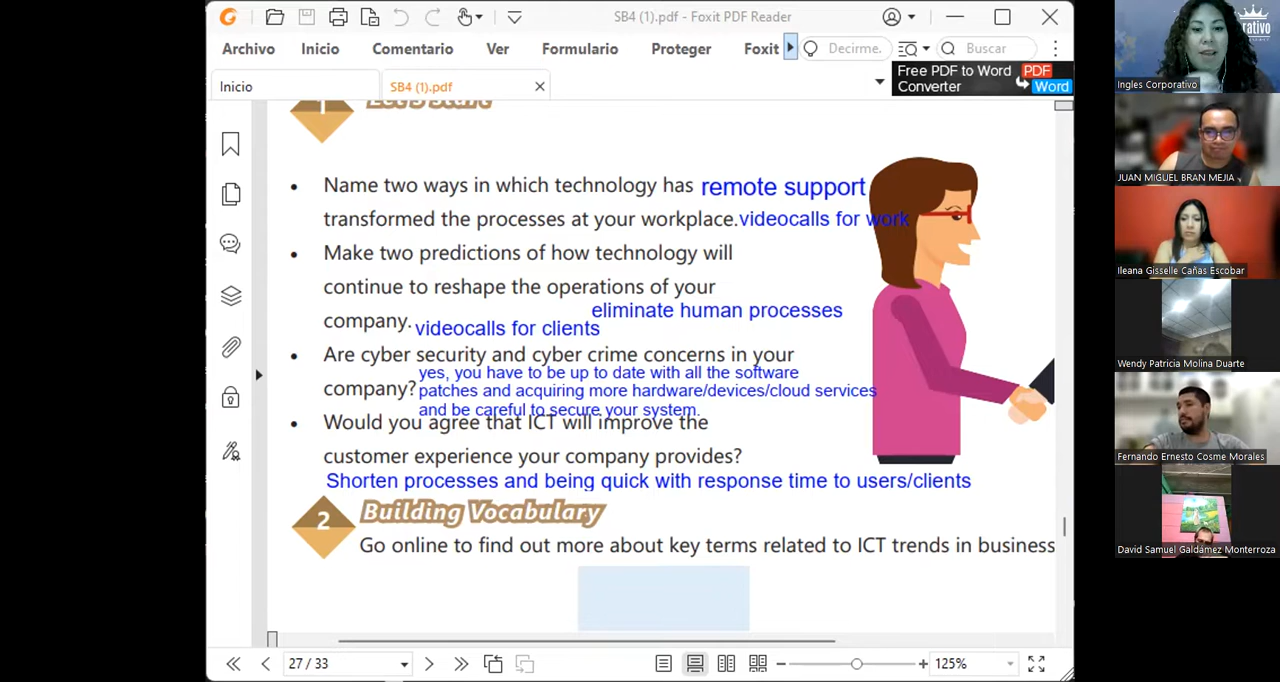 SB4 (1).pdf - Foxit PDF Reader
Archivo Inicio Comentario Ver Formulario Proteger Foxit Decirme. Buscar
Inicio SB4 (1).pdf
Free PDF to Word
Converter
PDF
Word
1 Let's Start
• Name two ways in which technology has remote support
transformed the processes at your workplace. videocalls for work
• Make two predictions of how technology will
continue to reshape the operations of your
eliminate human processes
company. videocalls for clients
• Are cyber security and cyber crime concerns in your
yes, you have to be up to date with all the software
company? patches and acquiring more hardware/devices/cloud services
and be careful to secure your system.
• Would you agree that ICT will improve the
customer experience your company provides?
Shorten processes and being quick with response time to users/clients
2 Building Vocabulary
Go online to find out more about key terms related to ICT trends in business
27 / 33 125%
rativo
Ingles Corporativo
JUAN MIGUEL BRAN MEJIA
Ileana Gisselle Cañas Escobar
Wendy Patricia Molina Duarte
Fernando Ernesto Cosme Morales
David Samuel Galdámez Monterroza